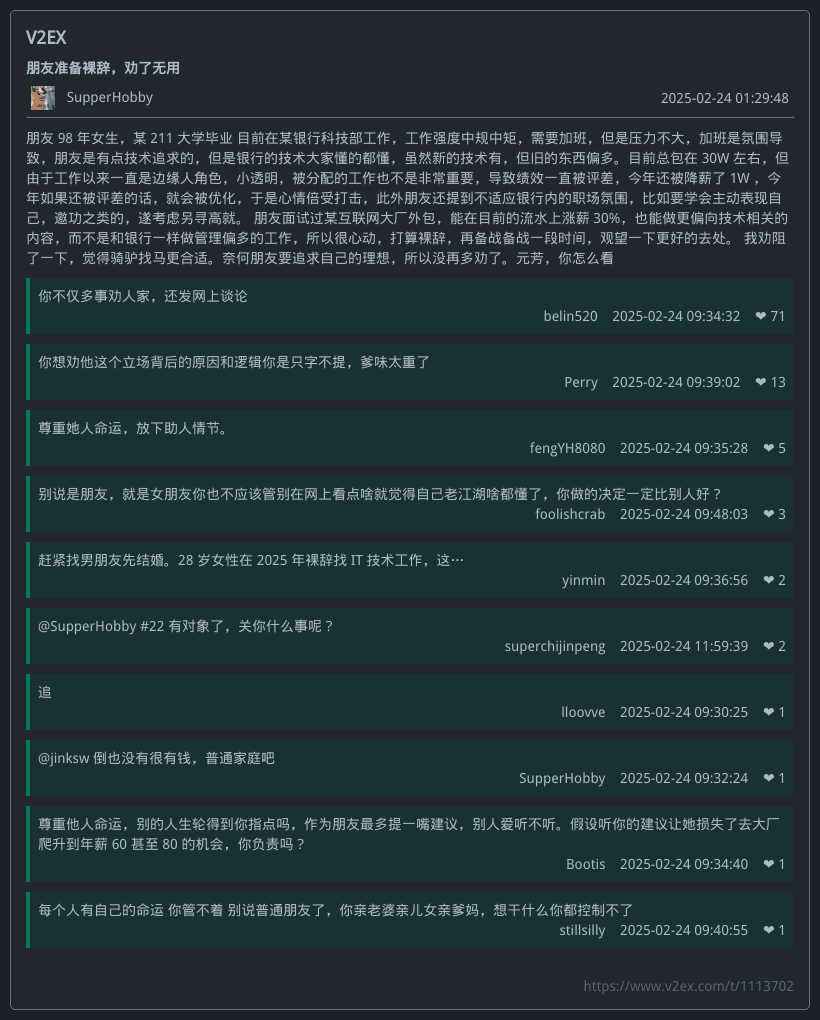 V2EX
朋友准备裸辞，劝了无用
SupperHobby 2025-02-24 01:29:48
朋友 98 年女生，某 211 大学毕业 目前在某银行科技部工作，工作强度中规中矩，需要加班，但是压力不大，加班是氛围导
致，朋友是有点技术追求的，但是银行的技术大家懂的都懂，虽然新的技术有，但旧的东西偏多。目前总包在 30W 左右，但
由于工作以来一直是边缘人角色，小透明，被分配的工作也不是非常重要，导致绩效一直被评差，今年还被降薪了 1W ，今
年如果还被评差的话，就会被优化，于是心情倍受打击，此外朋友还提到不适应银行内的职场氛围，比如要学会主动表现自
己，邀功之类的，遂考虑另寻高就。 朋友面试过某互联网大厂外包，能在目前的流水上涨薪 30%，也能做更偏向技术相关的
内容，而不是和银行一样做管理偏多的工作，所以很心动，打算裸辞，再备战备战一段时间，观望一下更好的去处。 我劝阻
了一下，觉得骑驴找马更合适。奈何朋友要追求自己的理想，所以没再多劝了。元芳，你怎么看
你不仅多事劝人家，还发网上谈论
belin520 2025-02-24 09:34:32 ❤ 71
你想劝他这个立场背后的原因和逻辑你是只字不提，爹味太重了
Perry 2025-02-24 09:39:02 ❤ 13
尊重她人命运，放下助人情节。
fengYH8080 2025-02-24 09:35:28 ❤ 5
别说是朋友，就是女朋友你也不应该管别在网上看点啥就觉得自己老江湖啥都懂了，你做的决定一定比别人好？
foolishcrab 2025-02-24 09:48:03 ❤ 3
赶紧找男朋友先结婚。28 岁女性在 2025 年裸辞找 IT 技术工作，这…
yinmin 2025-02-24 09:36:56 ❤ 2
@SupperHobby #22 有对象了，关你什么事呢？
superchijinpeng 2025-02-24 11:59:39 ❤ 2
追
lloovve 2025-02-24 09:30:25 ❤ 1
@jinksw 倒也没有很有钱，普通家庭吧
SupperHobby 2025-02-24 09:32:24 ❤ 1
尊重他人命运，别的人生轮得到你指点吗，作为朋友最多提一嘴建议，别人爱听不听。假设听你的建议让她损失了去大厂
爬升到年薪 60 甚至 80 的机会，你负责吗？
Bootis 2025-02-24 09:34:40 ❤ 1
每个人有自己的命运 你管不着 别说普通朋友了，你亲老婆亲儿女亲爹妈，想干什么你都控制不了
stillsilly 2025-02-24 09:40:55 ❤ 1
https://www.v2ex.com/t/1113702